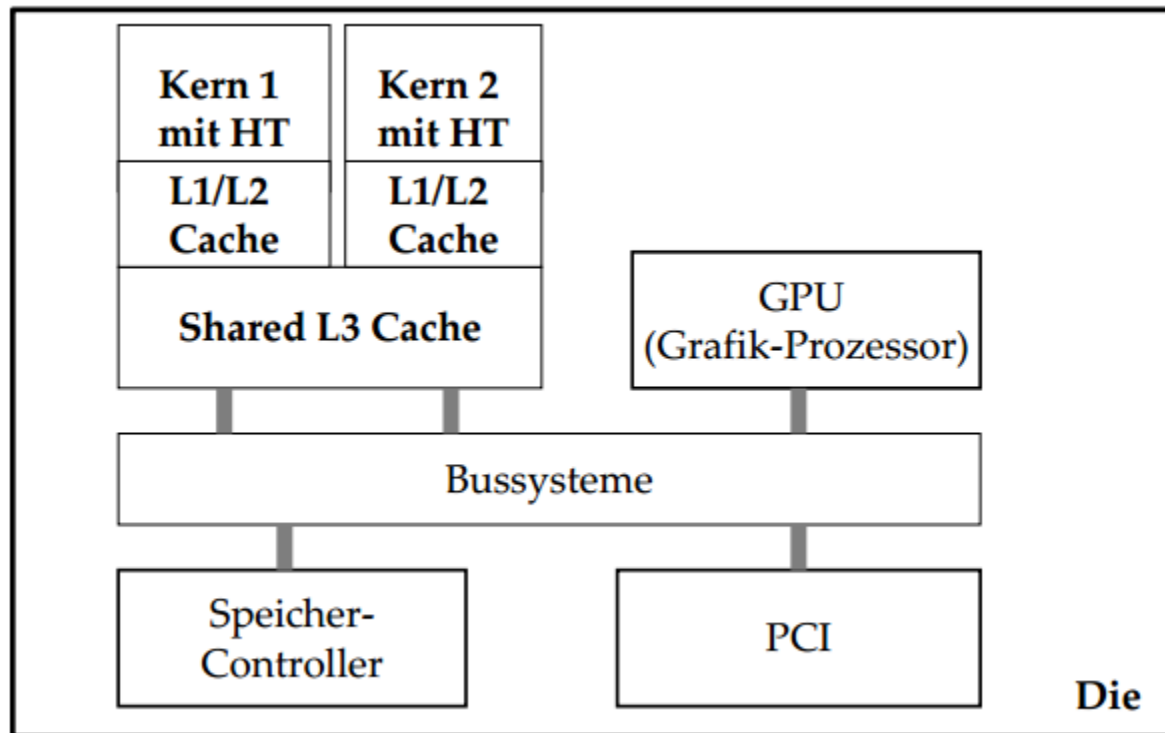 Kern 1
mit HT
Kern 2
mit HT
L1/L2
Cache
L1/L2
Cache
Shared L3 Cache
GPU
(Grafik-Prozessor)
Bussysteme
Speicher-
Controller
PCI
Die